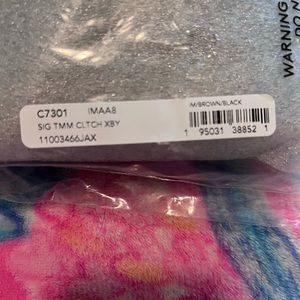 C7301 IMAA8
IM/BROWN/BLACK
SIG TMM CLTCH XBY
11003466JAX
1 95031 38852 1
WARNING